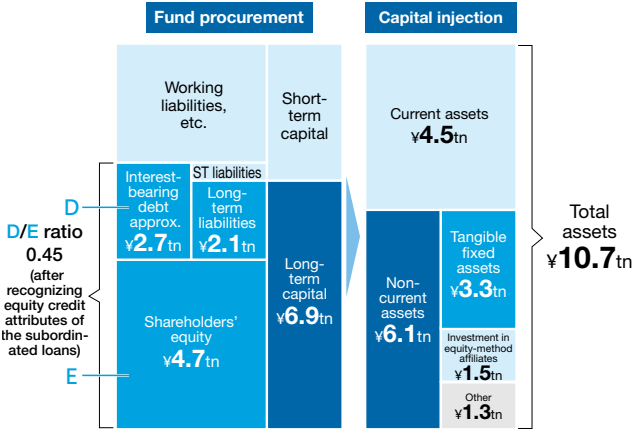 Fund procurement
Capital injection
Working
liabilities,
etc.
Short-
term
capital
Current assets
¥4.5tn
ST liabilities
Interest-
bearing
debt
approx.
¥2.7tn
Long-
term
liabilities
¥2.1tn
D
D/E ratio
0.45
(after
recognizing
equity credit
attributes of
the subordi-
nated loans)
E
Shareholders'
equity
¥4.7tn
Long-
term
capital
¥6.9tn
Non-
current
assets
¥6.1tn
Tangible
fixed
assets
¥3.3tn
Investment in
equity-method
affiliates
¥1.5tn
Other
¥1.3tn
Total
assets
¥10.7tn